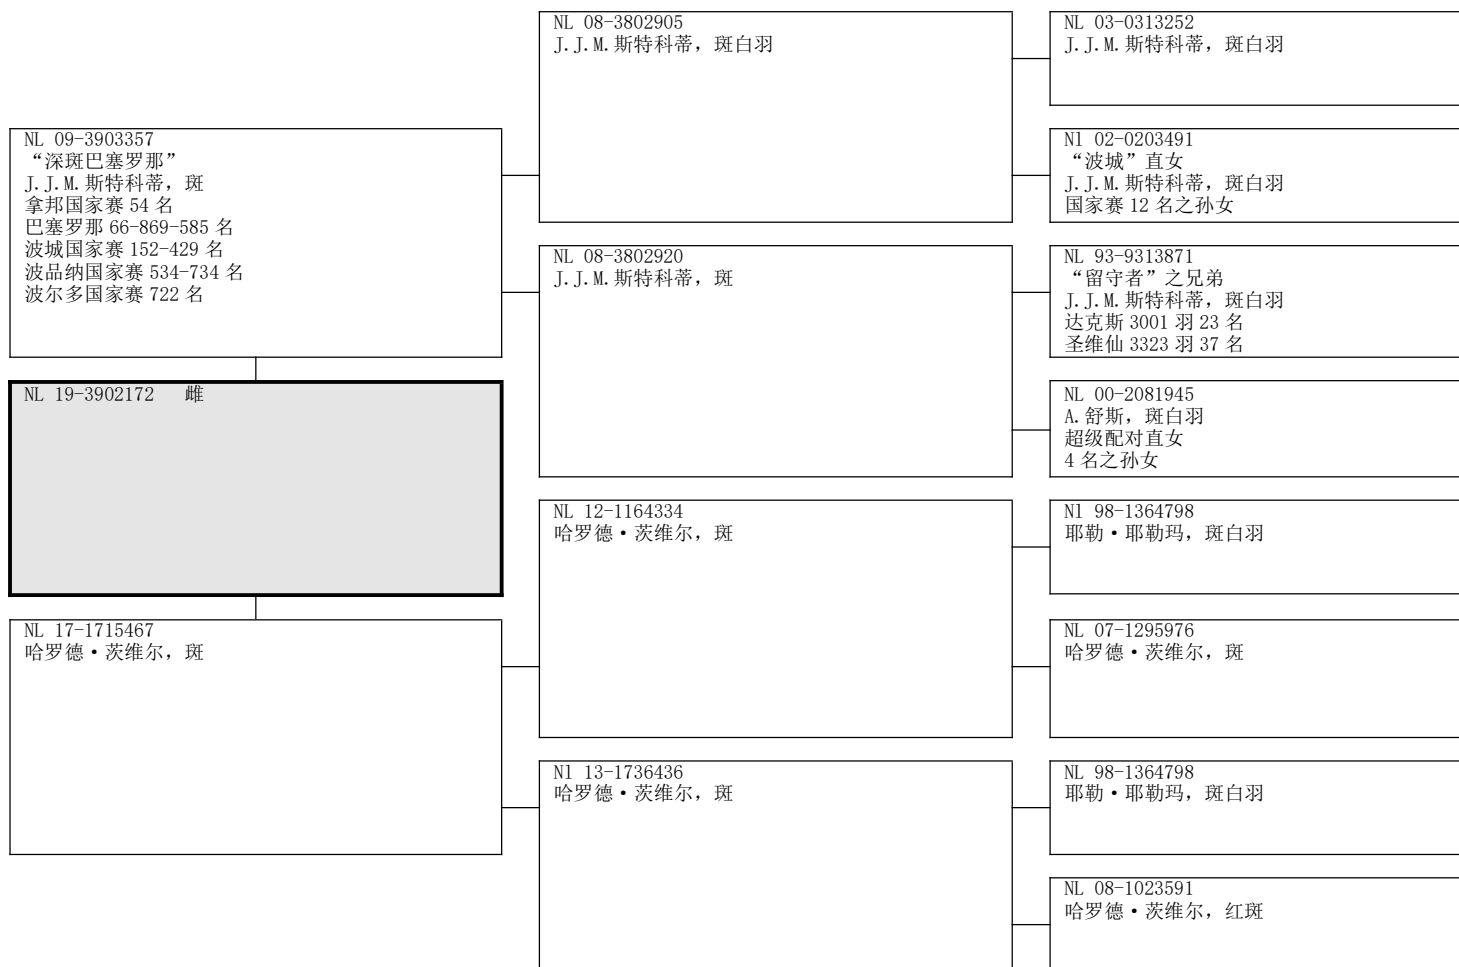 NL 09-3903357
“深斑巴塞罗那”
J.J.M.斯特科蒂，斑
拿邦国家赛 54 名
巴塞罗那 66-869-585 名
波城国家赛 152-429 名
波品纳国家赛 534-734 名
波尔多国家赛 722 名
NL 19-3902172 雌
NL 17-1715467
哈罗德·茨维尔，斑
NL 08-3802905
J.J.M.斯特科蒂，斑白羽
NL 08-3802920
J.J.M.斯特科蒂，斑
NL 12-1164334
哈罗德·茨维尔，斑
Nl 13-1736436
哈罗德·茨维尔，斑
NL 03-0313252
J.J.M.斯特科蒂，斑白羽
Nl 02-0203491
“波城”直女
J.J.M.斯特科蒂，斑白羽
国家赛 12 名之孙女
NL 93-9313871
“留守者”之兄弟
J.J.M.斯特科蒂，斑白羽
达克斯 3001 羽 23 名
圣维仙 3323 羽 37 名
NL 00-2081945
A.舒斯，斑白羽
超级配对直女
4 名之孙女
Nl 98-1364798
耶勒·耶勒玛，斑白羽
NL 07-1295976
哈罗德·茨维尔，斑
NL 98-1364798
耶勒·耶勒玛，斑白羽
NL 08-1023591
哈罗德·茨维尔，红斑